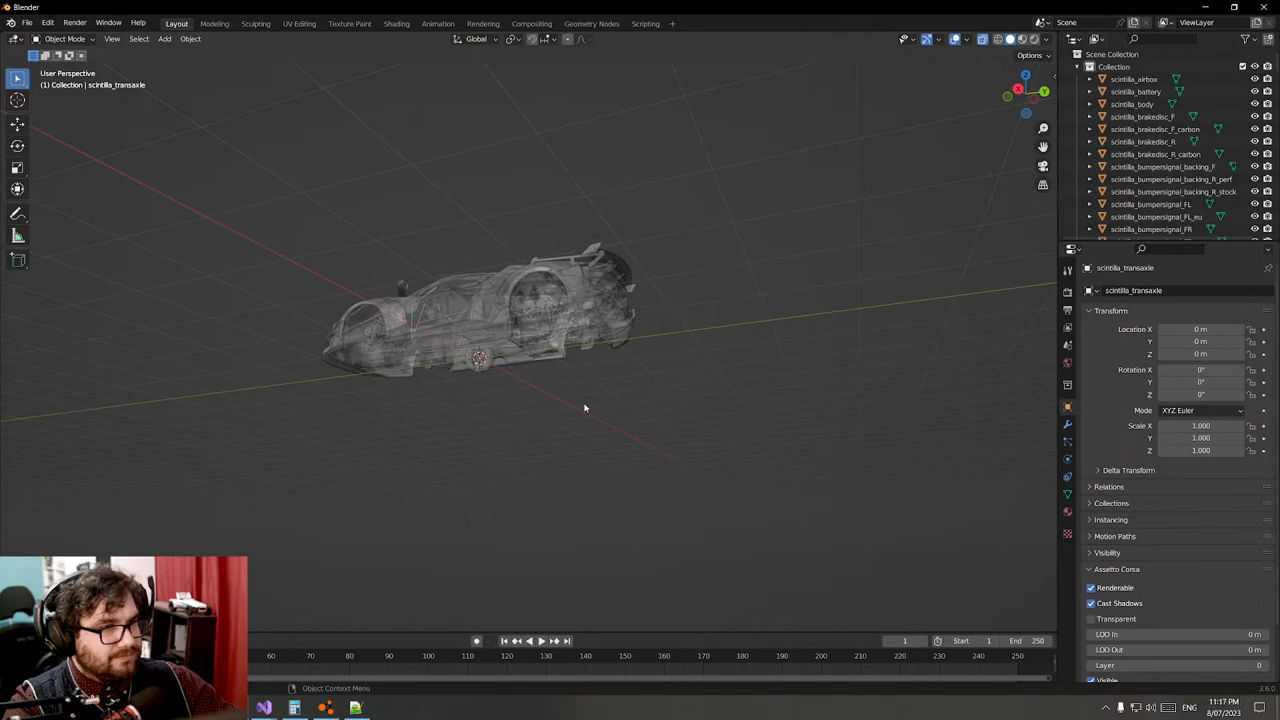 Blender
File Edit Render Window Help Layout Modeling Sculpting UV Editing Texture Paint Shading Animation Rendering Compositing Geometry Nodes Scripting + Scene ViewLayer
Object Mode View Select Add Object Global
Options
User Perspective
(1) Collection | scintilla_transaxle
Z
X
Y
Scene Collection
Collection
scintilla_airbox
scintilla_battery
scintilla_body
scintilla_brakedisc_F
scintilla_brakedisc_F_carbon
scintilla_brakedisc_R
scintilla_brakedisc_R_carbon
scintilla_bumpersignal_backing_F
scintilla_bumpersignal_backing_R_perf
scintilla_bumpersignal_backing_R_stock
scintilla_bumpersignal_FL
scintilla_bumpersignal_FL_eu
scintilla_bumpersignal_FR
scintilla_transaxle
scintilla_transaxle
Transform
Location X 0 m
Y 0 m
Z 0 m
Rotation X 0°
Y 0°
Z 0°
Mode XYZ Euler
Scale X 1.000
Y 1.000
Z 1.000
Delta Transform
Relations
Collections
Instancing
Motion Paths
Visibility
Assetto Corsa
Renderable
Cast Shadows
Transparent
LOD In 0 m
LOD Out 0 m
Layer 0
Visible
1 Start 1 End 250
60 70 80 90 100 110 120 130 140 150 160 170 180 190 200 210 220 230 240 250
Object Context Menu
3.6.0
ENG
11:17 PM
8/07/2023